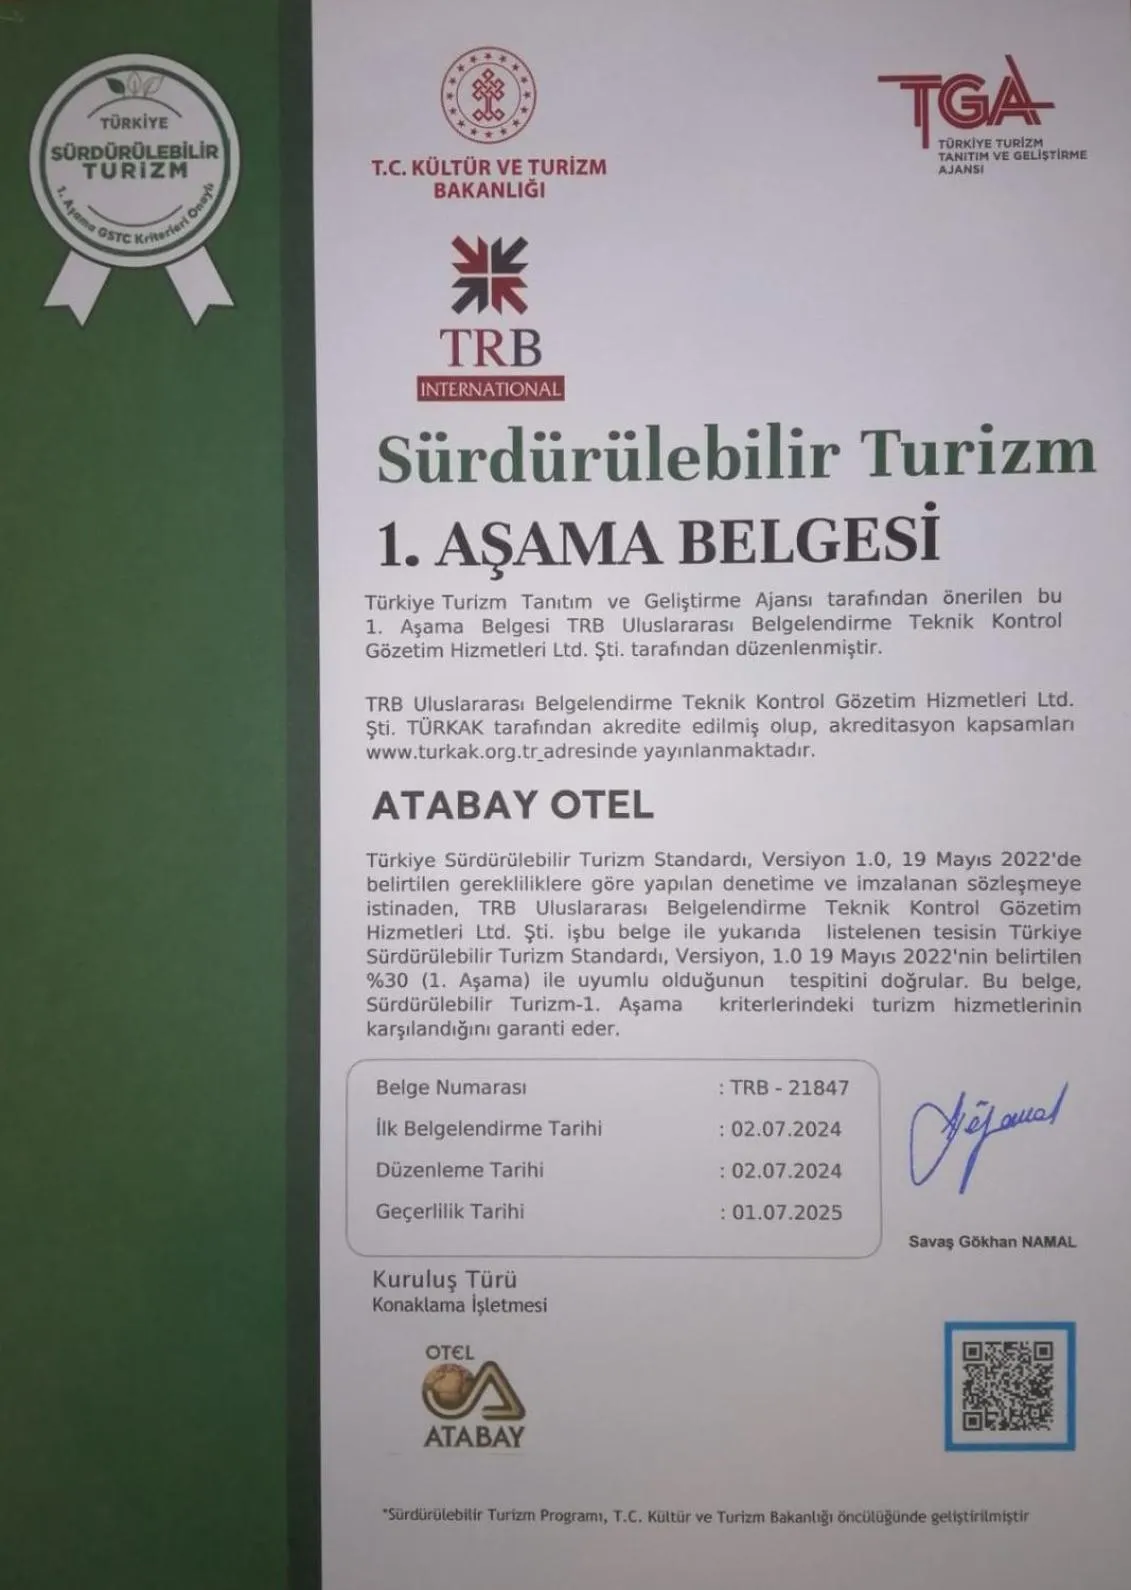 TÜRKİYE
SÜRDÜRÜLEBİLİR
TURİZM
1. Aşama GSTC Kriterleri Onaylı
T.C. KÜLTÜR VE TURİZM
BAKANLIĞI
TGA
TÜRKİYE TURİZM
TANITIM VE GELİŞTİRME
AJANSI
TRB
INTERNATIONAL
Sürdürülebilir Turizm
1. AŞAMA BELGESİ
Türkiye Turizm Tanıtım ve Geliştirme Ajansı tarafından önerilen bu
1. Aşama Belgesi TRB Uluslararası Belgelendirme Teknik Kontrol
Gözetim Hizmetleri Ltd. Şti. tarafından düzenlenmiştir.
TRB Uluslararası Belgelendirme Teknik Kontrol Gözetim Hizmetleri Ltd.
Şti. TÜRKAK tarafından akredite edilmiş olup, akreditasyon kapsamları
www.turkak.org.tr adresinde yayınlanmaktadır.
ATABAY OTEL
Türkiye Sürdürülebilir Turizm Standardı, Versiyon 1.0, 19 Mayıs 2022'de
belirtilen gerekliliklere göre yapılan denetime ve imzalanan sözleşmeye
istinaden, TRB Uluslararası Belgelendirme Teknik Kontrol Gözetim
Hizmetleri Ltd. Şti. işbu belge ile yukarıda listelenen tesisin Türkiye
Sürdürülebilir Turizm Standardı, Versiyon, 1.0 19 Mayıs 2022'nin belirtilen
%30 (1. Aşama) ile uyumlu olduğunun tespitini doğrular. Bu belge,
Sürdürülebilir Turizm-1. Aşama kriterlerindeki turizm hizmetlerinin
karşılandığını garanti eder.
Belge Numarası : TRB - 21847
İlk Belgelendirme Tarihi : 02.07.2024
Düzenleme Tarihi : 02.07.2024
Geçerlilik Tarihi : 01.07.2025
Savaş Gökhan NAMAL
Kuruluş Türü
Konaklama İşletmesi
OTEL
ATABAY
*Sürdürülebilir Turizm Programı, T.C. Kültür ve Turizm Bakanlığı öncülüğünde geliştirilmiştir